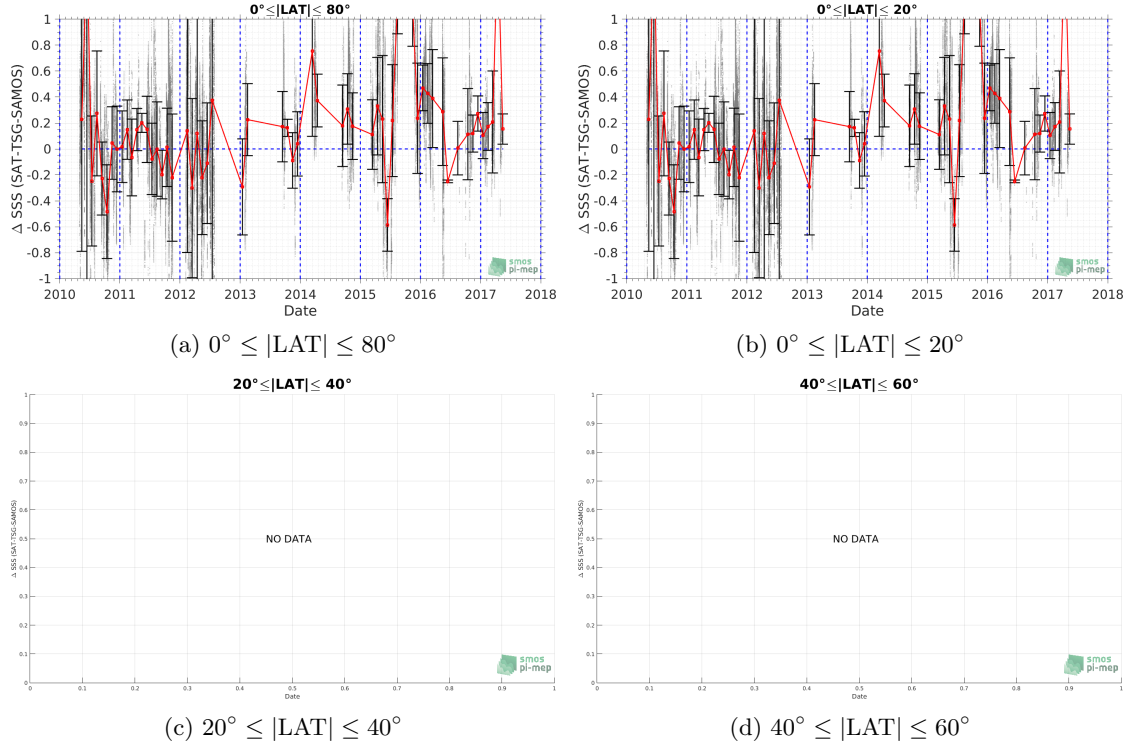 0°≤|LAT|≤ 80°
1
0.8
0.6
0.4
0.2
0
-0.2
-0.4
-0.6
-0.8
-1
Δ SSS (SAT-TSG-SAMOS)
2010 2011 2012 2013 2014 2015 2016 2017 2018
Date
smos
pi-mep
(a) 0° ≤ |LAT| ≤ 80°
0°≤|LAT|≤ 20°
1
0.8
0.6
0.4
0.2
0
-0.2
-0.4
-0.6
-0.8
-1
Δ SSS (SAT-TSG-SAMOS)
2010 2011 2012 2013 2014 2015 2016 2017 2018
Date
smos
pi-mep
(b) 0° ≤ |LAT| ≤ 20°
20°≤|LAT|≤ 40°
1
0.9
0.8
0.7
0.6
0.5
0.4
0.3
0.2
0.1
0
Δ SSS (SAT-TSG-SAMOS)
NO DATA
smos
pi-mep
0 0.1 0.2 0.3 0.4 0.5 0.6 0.7 0.8 0.9 1
Date
(c) 20° ≤ |LAT| ≤ 40°
40°≤|LAT|≤ 60°
1
0.9
0.8
0.7
0.6
0.5
0.4
0.3
0.2
0.1
0
Δ SSS (SAT-TSG-SAMOS)
NO DATA
smos
pi-mep
0 0.1 0.2 0.3 0.4 0.5 0.6 0.7 0.8 0.9 1
Date
(d) 40° ≤ |LAT| ≤ 60°